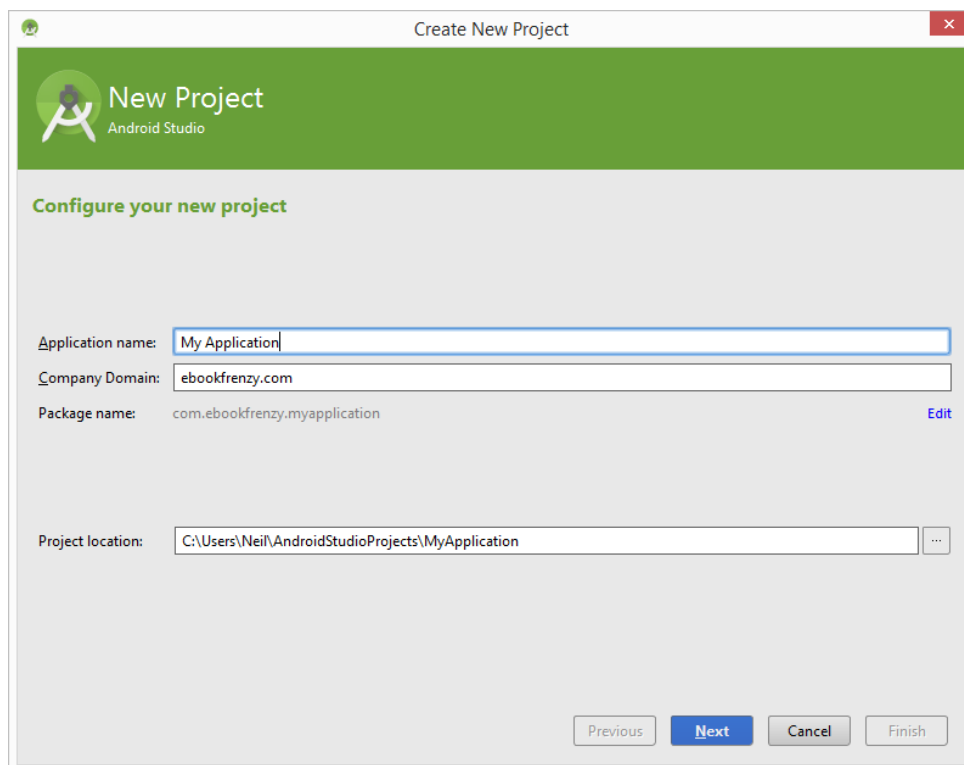 Create New Project
New Project
Android Studio
Configure your new project
Application name: My Application
Company Domain: ebookfrenzy.com
Package name: com.ebookfrenzy.myapplication Edit
Project location: C:\Users\Neil\AndroidStudioProjects\MyApplication ...
Previous Next Cancel Finish